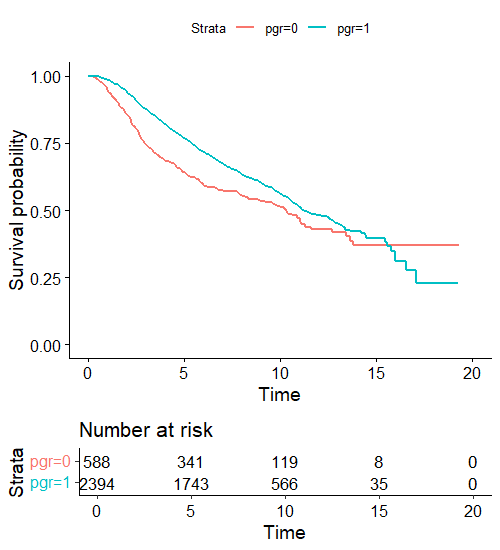 Strata pgr=0 pgr=1
1.00
0.75
0.50
0.25
0.00
Survival probability
0 5 10 15 20
Time
Number at risk
Strata
pgr=0 588 341 119 8 0
pgr=1 2394 1743 566 35 0
0 5 10 15 20
Time